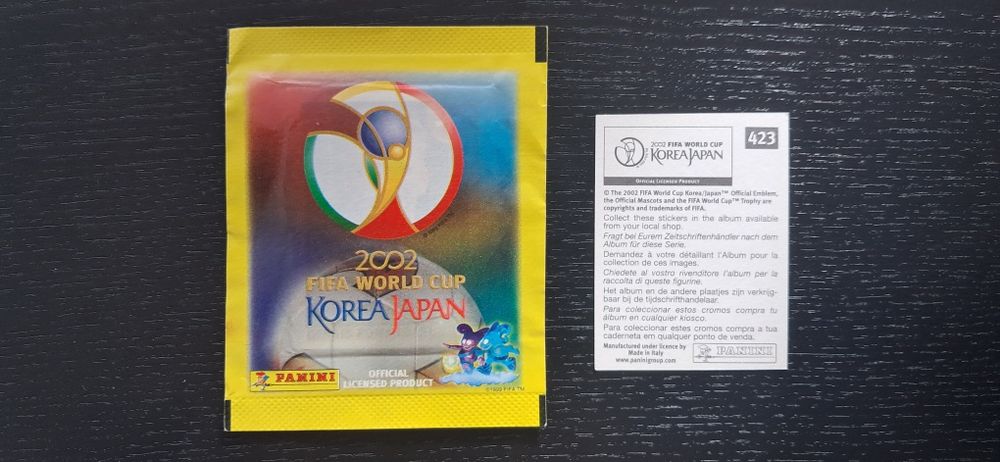 2002
FIFA WORLD CUP
KOREA JAPAN
PANINI
OFFICIAL
LICENSED PRODUCT
©1999 FIFA TM
2002 FIFA WORLD CUP
KOREA JAPAN
OFFICIAL LICENSED PRODUCT
423
© The 2002 FIFA World Cup Korea/Japan™ Official Emblem,
the Official Mascots and the FIFA World Cup™ Trophy are
copyrights and trademarks of FIFA.
Collect these stickers in the album available
from your local shop.
Fragt bei Eurem Zeitschriftenhändler nach dem
Album für diese Serie.
Demandez à votre détaillant l'Album pour la
collection de ces images.
Chiedete al vostro rivenditore l'album per la
raccolta di queste figurine.
Het album en de andere plaatjes zijn verkrijg-
baar bij de tijdschrifthandelaar.
Para coleccionar estos cromos compra tu
álbum en cualquier kiosco.
Para coleccionar estes cromos compra a tua
caderneta em qualquer ponto de venda.
Manufactured under licence by
Made in Italy
www.paninigroup.com
PANINI